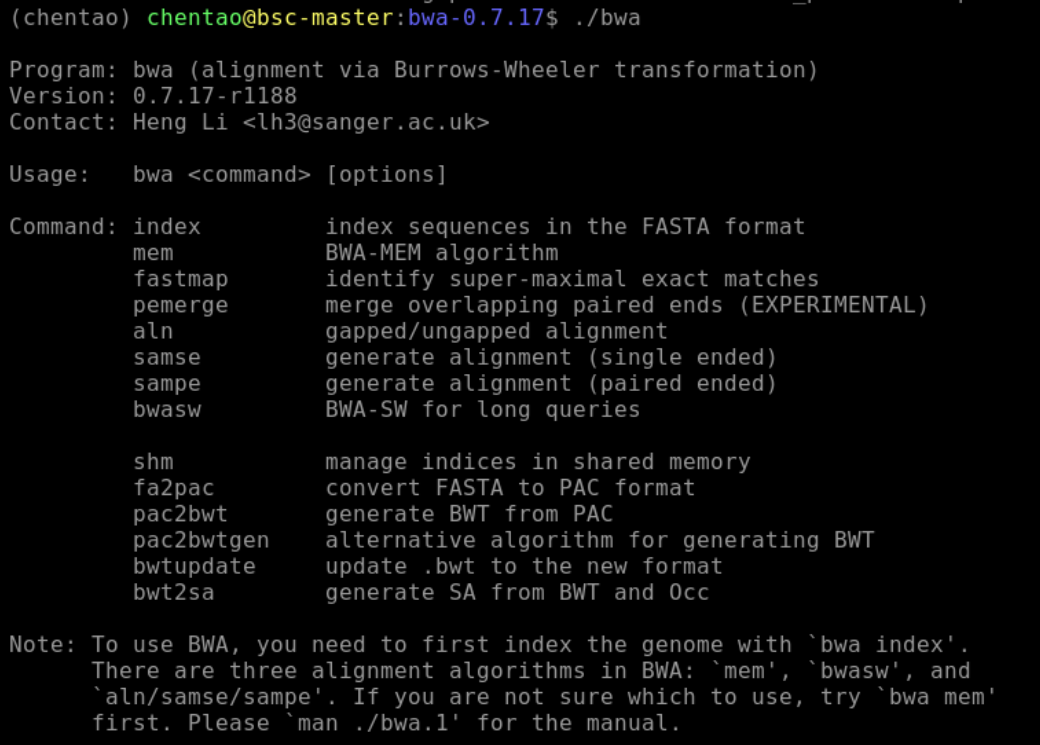 (chentao) chentao@bsc-master:bwa-0.7.17$ ./bwa
Program: bwa (alignment via Burrows-Wheeler transformation)
Version: 0.7.17-r1188
Contact: Heng Li <lh3@sanger.ac.uk>
Usage:   bwa <command> [options]
Command: index         index sequences in the FASTA format
         mem           BWA-MEM algorithm
         fastmap       identify super-maximal exact matches
         pemerge       merge overlapping paired ends (EXPERIMENTAL)
         aln           gapped/ungapped alignment
         samse         generate alignment (single ended)
         sampe         generate alignment (paired ended)
         bwasw         BWA-SW for long queries
         shm           manage indices in shared memory
         fa2pac        convert FASTA to PAC format
         pac2bwt       generate BWT from PAC
         pac2bwtgen    alternative algorithm for generating BWT
         bwtupdate     update .bwt to the new format
         bwt2sa        generate SA from BWT and Occ
Note: To use BWA, you need to first index the genome with `bwa index'.
      There are three alignment algorithms in BWA: `mem', `bwasw', and
      `aln/samse/sampe'. If you are not sure which to use, try `bwa mem'
      first. Please `man ./bwa.1' for the manual.